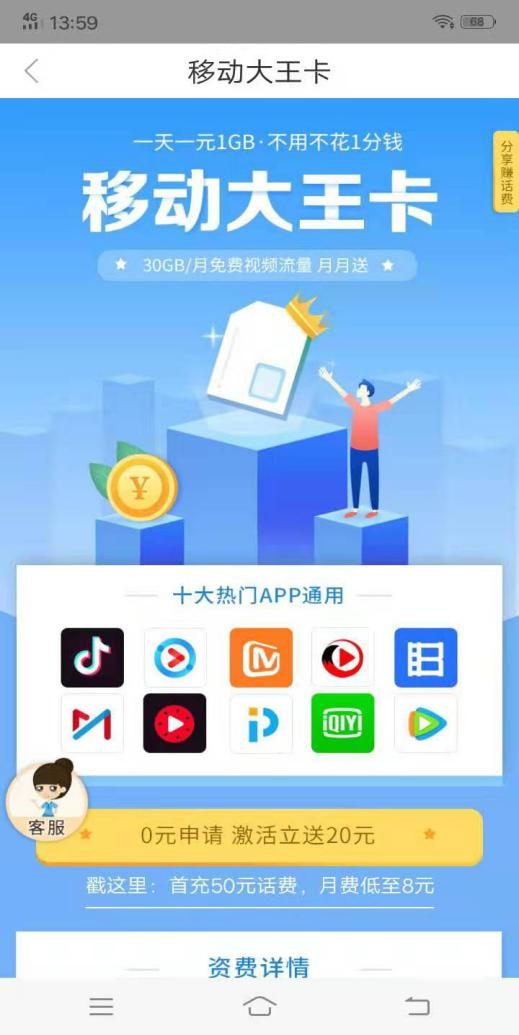 4G 13:59 68
移动大王卡
一天一元1GB·不用不花1分钱
分享赚话费
移动大王卡
30GB/月免费视频流量 月月送
¥
十大热门APP通用
iQIYI
客服
0元申请 激活立送20元
戳这里：首充50元话费，月费低至8元
资费详情